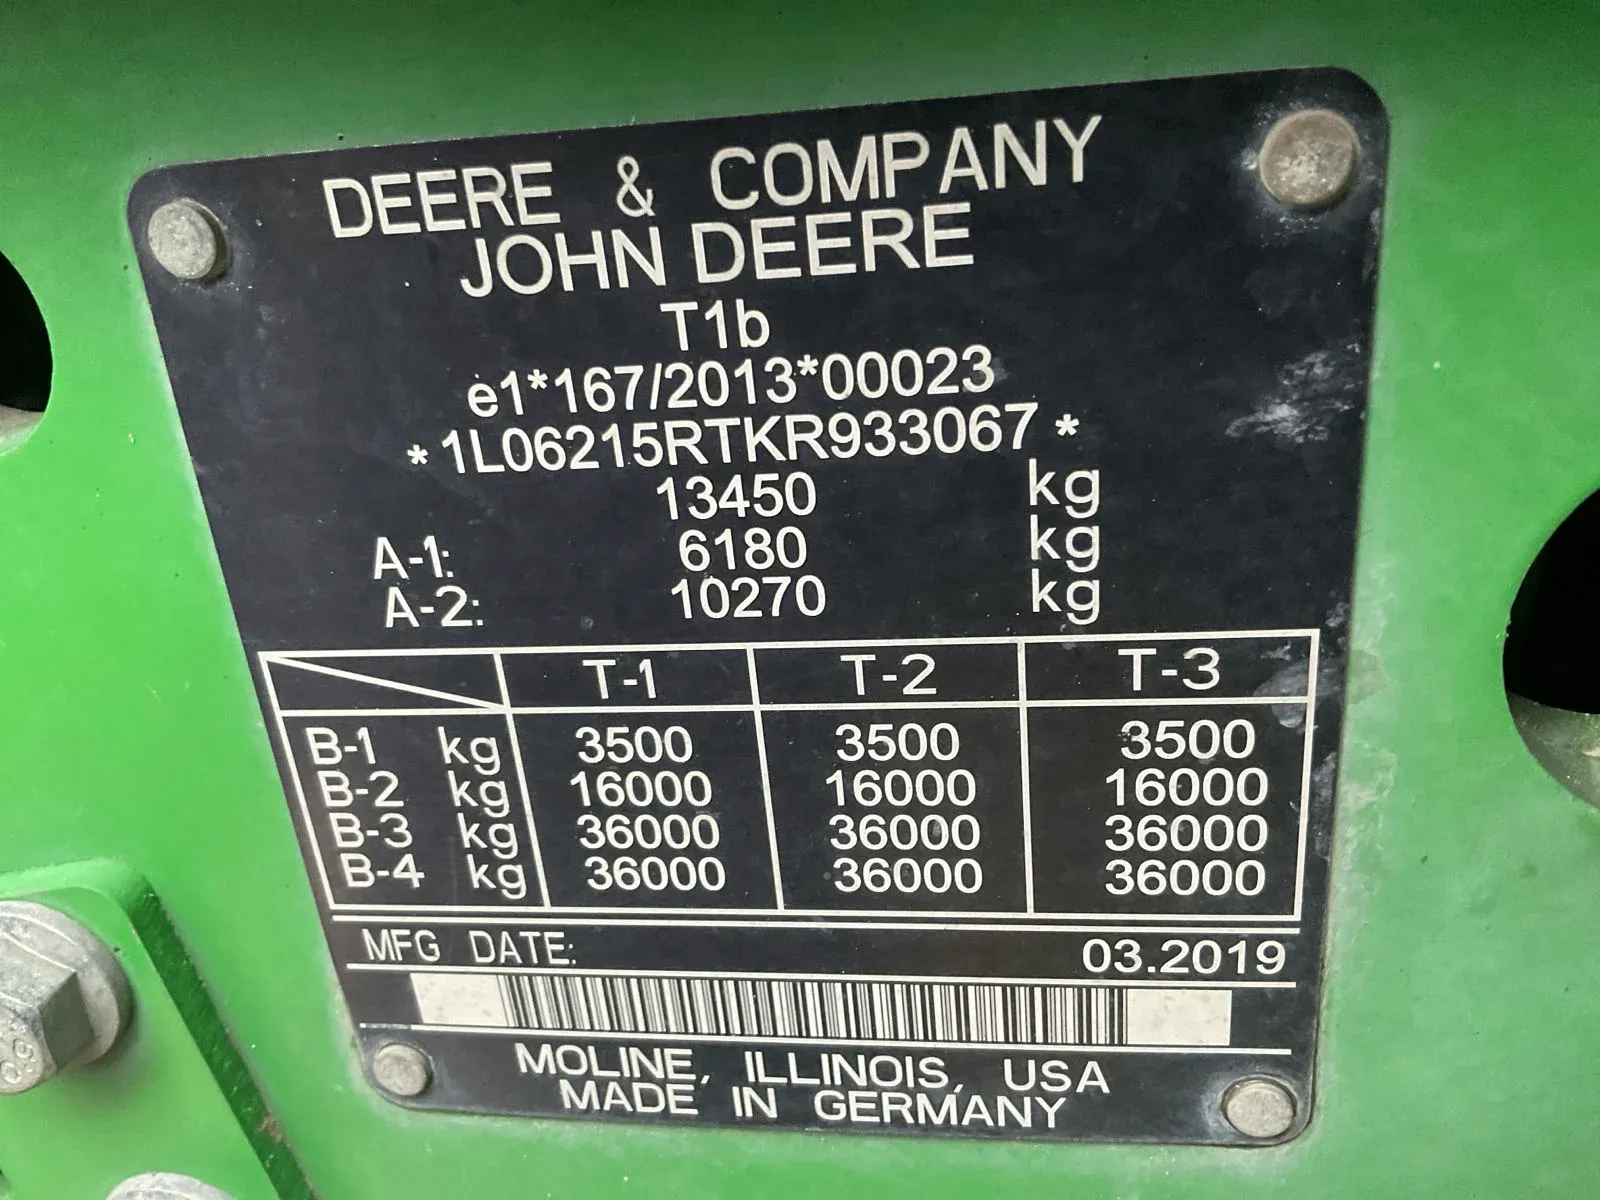 DEERE & COMPANY
JOHN DEERE
T1b
e1*167/2013*00023
*1L06215RTKR933067*
13450 kg
A-1: 6180 kg
A-2: 10270 kg
T-1 T-2 T-3
B-1 kg 3500 3500 3500
B-2 kg 16000 16000 16000
B-3 kg 36000 36000 36000
B-4 kg 36000 36000 36000
MFG DATE: 03.2019
MOLINE, ILLINOIS, USA
MADE IN GERMANY